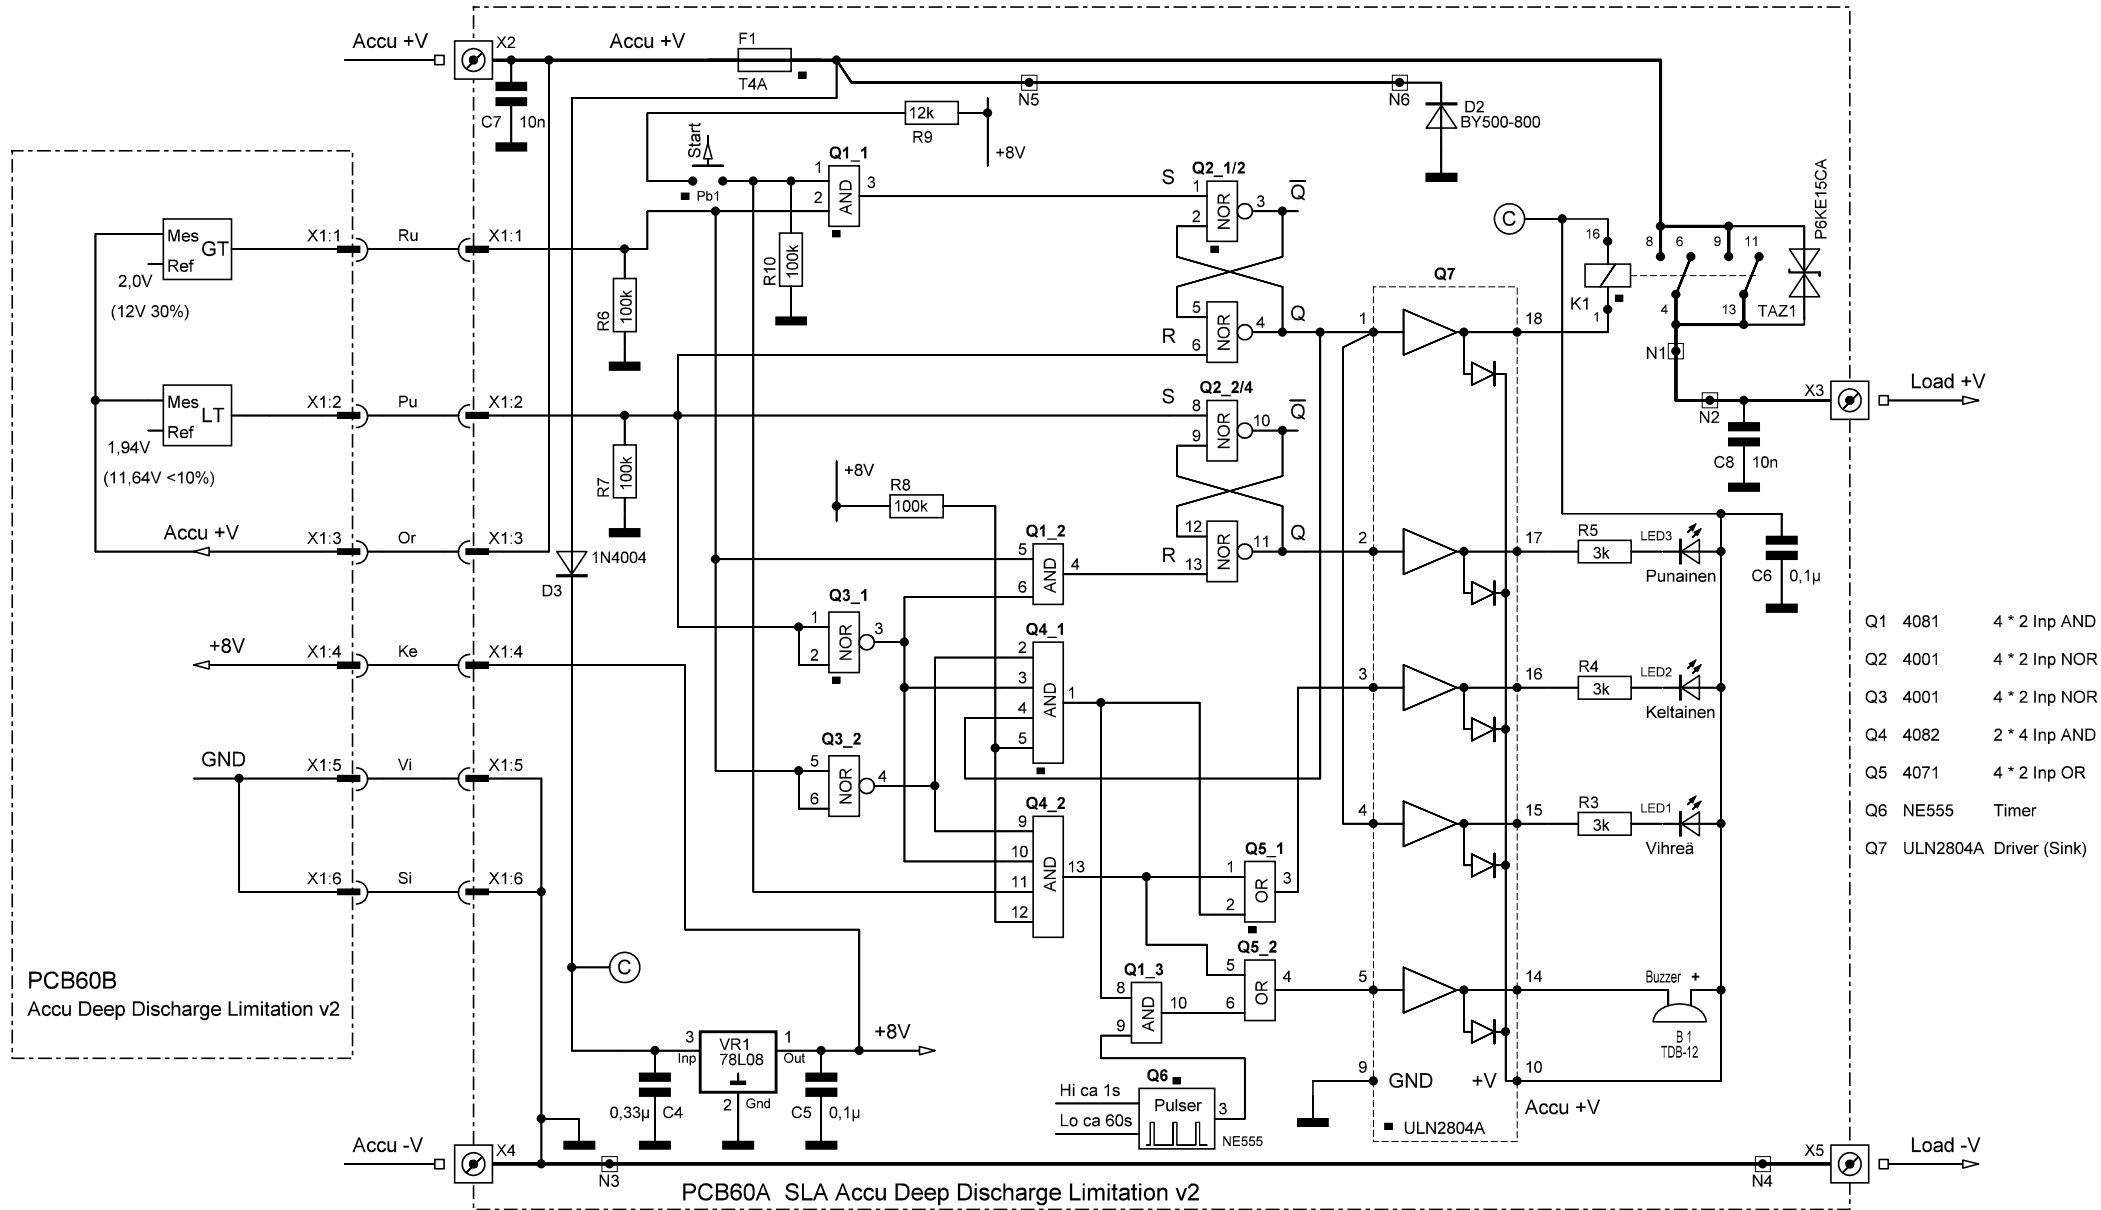 Accu +V
X2
Accu +V
F1
T4A
C7 10n
N5
N6
D2
BY500-800
12k
R9
+8V
Start
Pb1
Q1_1
1
2
AND
3
R10
100k
S
Q2_1/2
1
2
NOR
3
Q
C
16
K1
1
8
6
9
11
4
13
P6KE15CA
TAZ1
N1
Mes
Ref
GT
2,0V
(12V 30%)
X1:1
Ru
X1:1
R6
100k
5
R
6
NOR
4
Q
Q7
1
18
X3
Load +V
N2
C8 10n
Mes
Ref
LT
1,94V
(11,64V <10%)
X1:2
Pu
X1:2
R7
100k
S
Q2_2/4
8
9
NOR
10
Q
+8V
R8
100k
Accu +V
X1:3
Or
X1:3
1N4004
D3
Q1_2
5
6
AND
4
12
R
13
NOR
11
Q
2
17
R5
3k
LED3
Punainen
C6 0,1µ
Q3_1
1
2
NOR
3
Q4_1
2
3
4
5
AND
1
3
16
R4
3k
LED2
Keltainen
+8V
X1:4
Ke
X1:4
Q1 4081 4 * 2 Inp AND
Q2 4001 4 * 2 Inp NOR
Q3 4001 4 * 2 Inp NOR
Q4 4082 2 * 4 Inp AND
Q5 4071 4 * 2 Inp OR
Q6 NE555 Timer
Q7 ULN2804A Driver (Sink)
GND
X1:5
Vi
X1:5
Q3_2
5
6
NOR
4
Q4_2
9
10
11
12
AND
13
4
15
R3
3k
LED1
Vihreä
X1:6
Si
X1:6
Q5_1
1
2
OR
3
Q5_2
5
6
OR
4
Q1_3
8
9
AND
10
5
14
Buzzer +
B 1
TDB-12
PCB60B
Accu Deep Discharge Limitation v2
C
3
Inp
VR1
78L08
1
Out
2
Gnd
+8V
0,33µ C4
C5 0,1µ
Q6
Hi ca 1s
Lo ca 60s
Pulser
3
NE555
9
GND
+V
10
Accu +V
ULN2804A
Accu -V
X4
N3
N4
X5
Load -V
PCB60A SLA Accu Deep Discharge Limitation v2